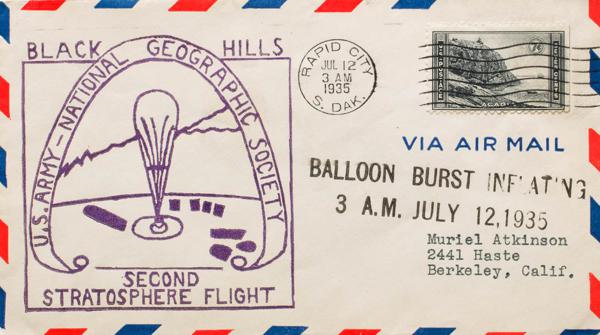 BLACK HILLS
U.S. ARMY - NATIONAL GEOGRAPHIC SOCIETY
SECOND
STRATOSPHERE FLIGHT
RAPID CITY
JUL 12
3 AM
1935
S. DAK.
7¢
ACADIA
VIA AIR MAIL
BALLOON BURST INFLATING
3 A.M. JULY 12,1935
Muriel Atkinson
2441 Haste
Berkeley, Calif.